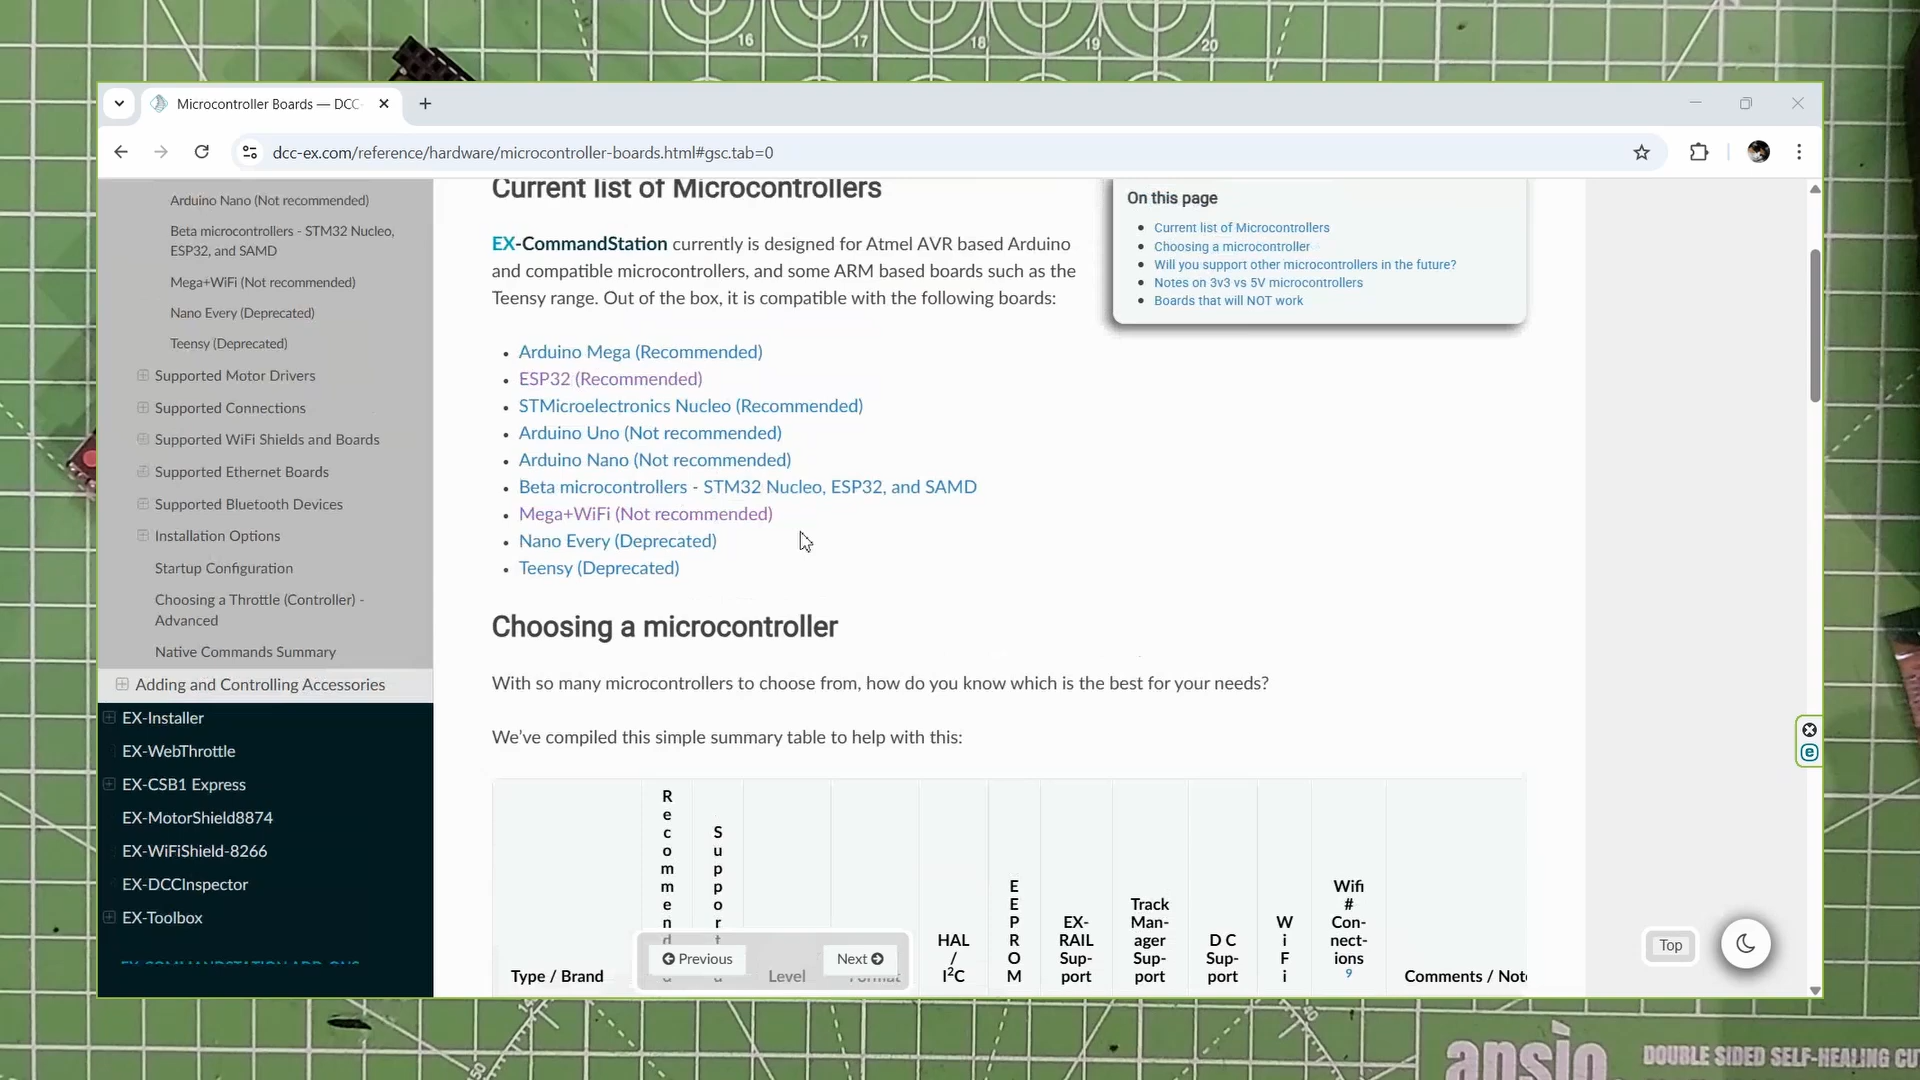 16
17
18
19
20
Microcontroller Boards — DCC
dcc-ex.com/reference/hardware/microcontroller-boards.html#gsc.tab=0
Arduino Nano (Not recommended)
Beta microcontrollers - STM32 Nucleo,
ESP32, and SAMD
Mega+WiFi (Not recommended)
Nano Every (Deprecated)
Teensy (Deprecated)
Supported Motor Drivers
Supported Connections
Supported WiFi Shields and Boards
Supported Ethernet Boards
Supported Bluetooth Devices
Installation Options
Startup Configuration
Choosing a Throttle (Controller) -
Advanced
Native Commands Summary
Adding and Controlling Accessories
EX-Installer
EX-WebThrottle
EX-CSB1 Express
EX-MotorShield8874
EX-WiFiShield-8266
EX-DCCInspector
EX-Toolbox
EX-COMMANDSTATION ADD-ONS
Current list of Microcontrollers
EX-CommandStation currently is designed for Atmel AVR based Arduino
and compatible microcontrollers, and some ARM based boards such as the
Teensy range. Out of the box, it is compatible with the following boards:
Arduino Mega (Recommended)
ESP32 (Recommended)
STMicroelectronics Nucleo (Recommended)
Arduino Uno (Not recommended)
Arduino Nano (Not recommended)
Beta microcontrollers - STM32 Nucleo, ESP32, and SAMD
Mega+WiFi (Not recommended)
Nano Every (Deprecated)
Teensy (Deprecated)
On this page
Current list of Microcontrollers
Choosing a microcontroller
Will you support other microcontrollers in the future?
Notes on 3v3 vs 5V microcontrollers
Boards that will NOT work
Choosing a microcontroller
With so many microcontrollers to choose from, how do you know which is the best for your needs?
We've compiled this simple summary table to help with this:
Type / Brand
Recommend
Support
Level
Format
HAL
/
I²C
EEPROM
EX-
RAIL
Sup-
port
Track
Man-
ager
Sup-
port
D C
Sup-
port
WiFi
Wifi
#
Con-
nect-
ions
9
Comments / Note
Previous
Next
Top
DOUBLE SIDED SELF-HEALING CU